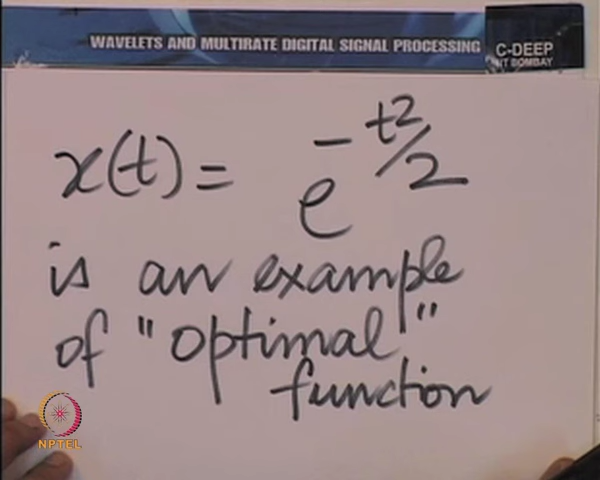 WAVELETS AND MULTIRATE DIGITAL SIGNAL PROCESSING
C-DEEP
IIT BOMBAY
x(t) = e^{-t²/2}
is an example
of "optimal"
function
NPTEL